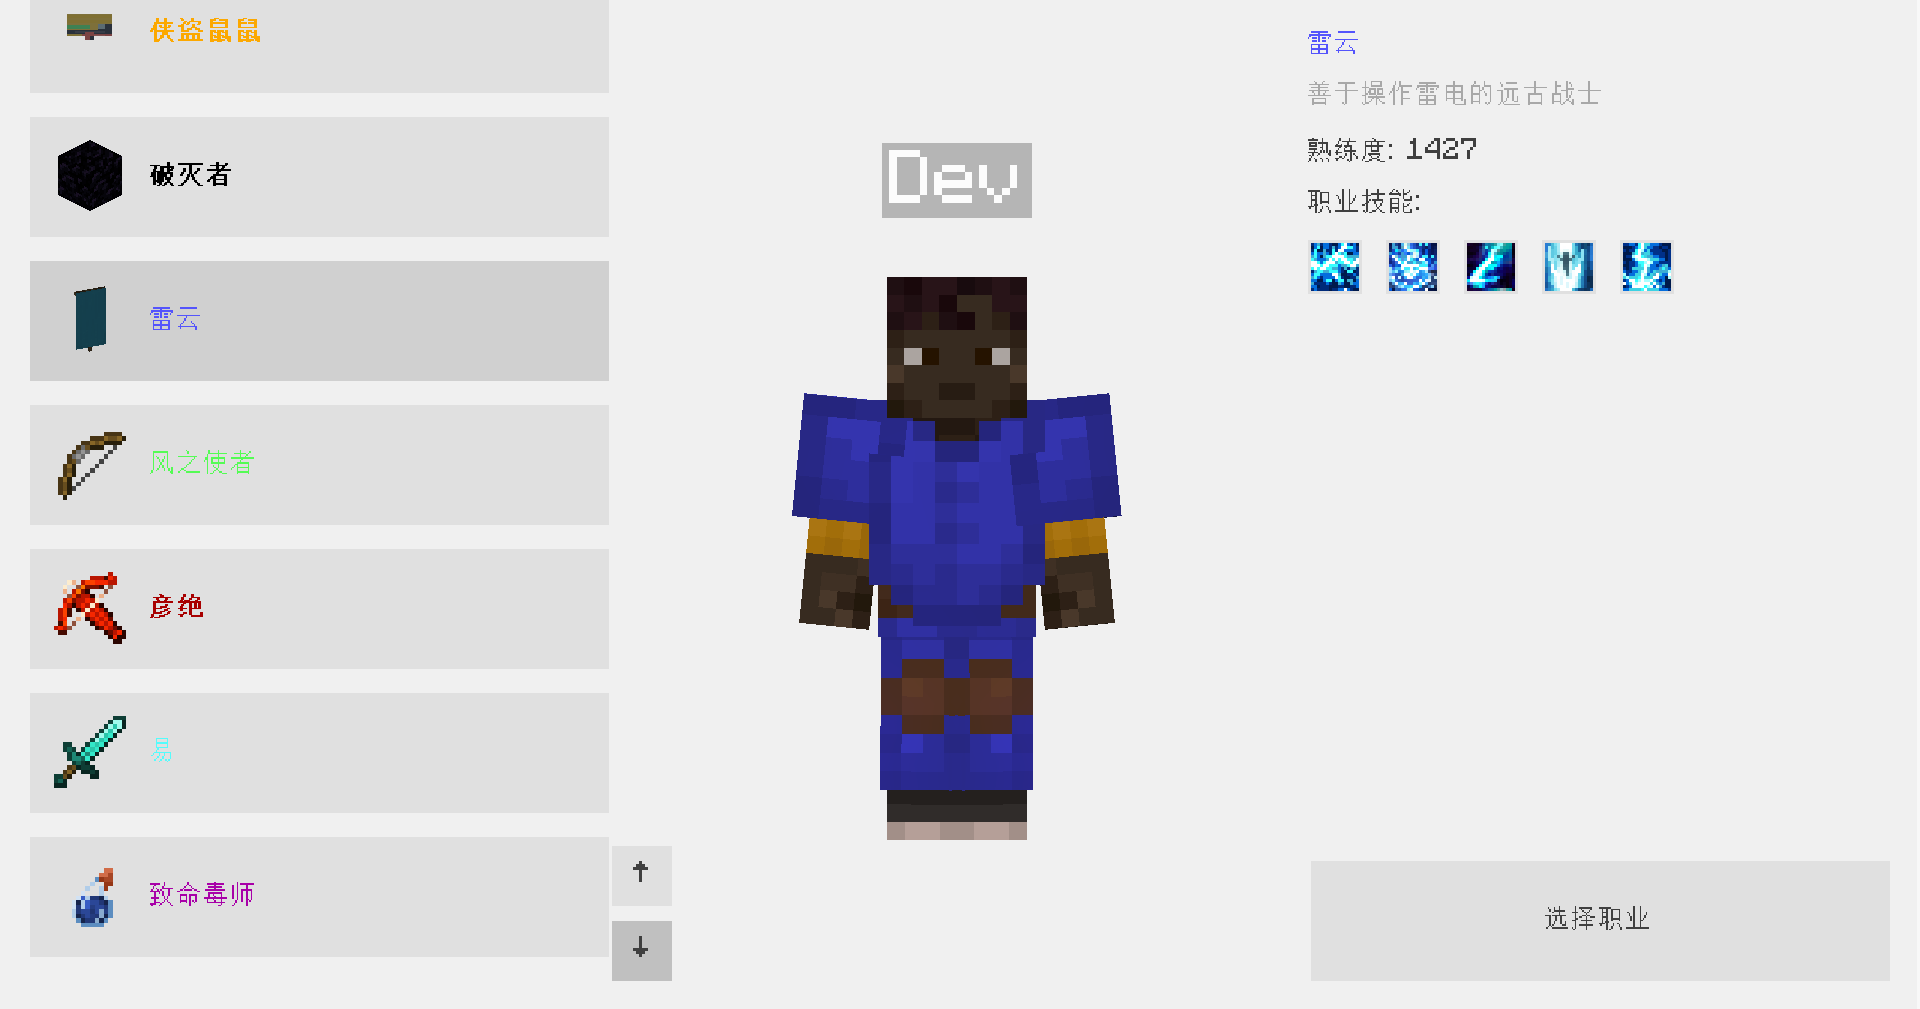 侠盗鼠鼠
破灭者
雷云
风之使者
彦绝
易
致命毒师
↑
↓
Dev
雷云
善于操作雷电的远古战士
熟练度: 1427
职业技能:
选择职业